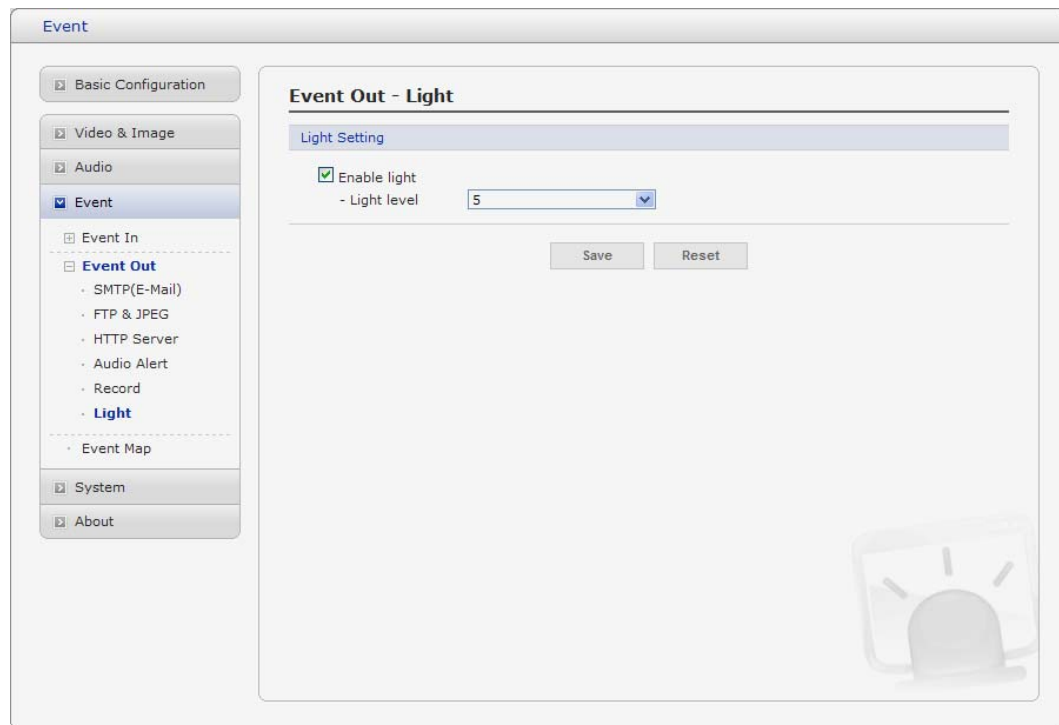 Event
Basic Configuration
Video & Image
Audio
Event
Event In
Event Out
· SMTP(E-Mail)
· FTP & JPEG
· HTTP Server
· Audio Alert
· Record
· Light
· Event Map
System
About
Event Out - Light
Light Setting
Enable light
- Light level 5
Save Reset